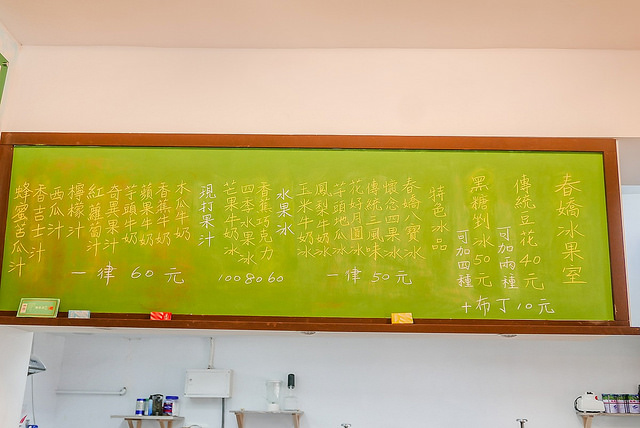 春嬌冰果室
傳統豆花40元
可加兩種
黑糖剉冰50元
可加四種
+布丁10元
特色冰品
春嬌八寶冰
懷念四果冰
傳統三風味
花好月圓冰
芋頭地瓜冰
鳳梨牛奶冰
玉米牛奶冰
一律50元
水果冰
香蕉巧克力
四季水果冰
芒果牛奶冰
1008060
現打果汁
木瓜牛奶
香蕉牛奶
蘋果牛奶
芋頭牛奶
奇異果汁
紅蘿蔔汁
檸檬汁
西瓜汁
香吉士汁
蜂蜜苦瓜汁
一律60元